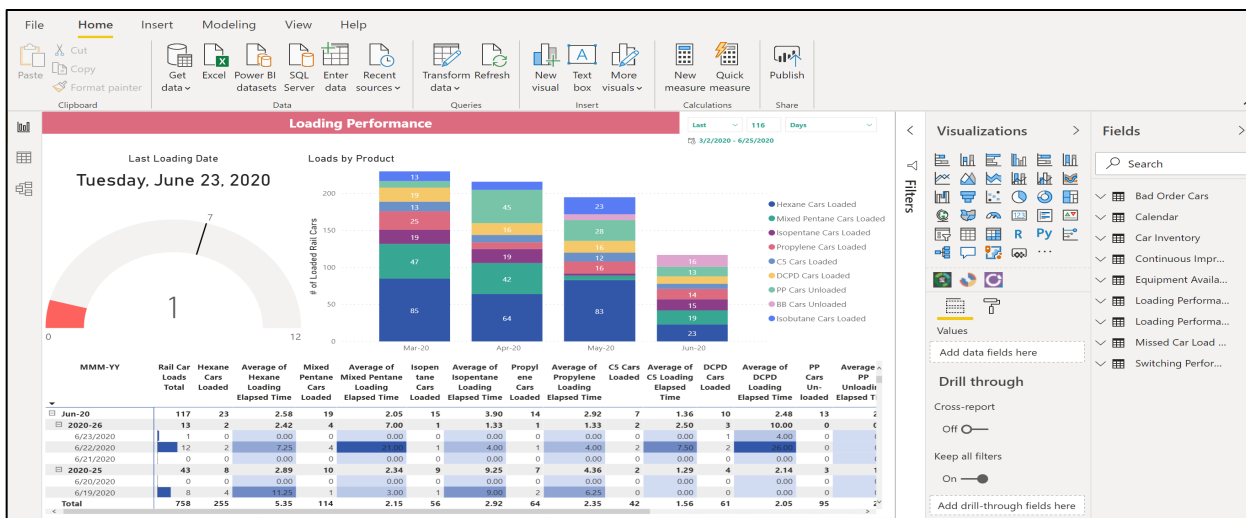 File Home Insert Modeling View Help
Paste
Cut
Copy
Format painter
Get data
Excel
Power BI datasets
SQL Server
Enter data
Recent sources
Transform data
Refresh
New visual
Text box
More visuals
New measure
Quick measure
Publish
Clipboard Data Queries Insert Calculations Share
Loading Performance
Last 116 Days
3/2/2020 - 6/25/2020
Last Loading Date
Tuesday, June 23, 2020
7
1
0 12
Loads by Product
# of Loaded Rail Cars
200
150
100
50
0
13
19
13
25
19
47
85
45
16
19
42
64
23
28
16
12
16
83
16
13
14
15
19
23
Mar-20 Apr-20 May-20 Jun-20
Hexane Cars Loaded
Mixed Pentane Cars Loaded
Isopentane Cars Loaded
Propylene Cars Loaded
C5 Cars Loaded
DCPD Cars Loaded
PP Cars Unloaded
BB Cars Unloaded
Isobutane Cars Loaded
MMM-YY Rail Car Hexane Average of Mixed Average of Isopen Average of Propyl Average of C5 Cars Average of DCPD Average of PP Average
Loads Cars Hexane Pentane Mixed Pentane tane Isopentane ene Propylene Loaded C5 Loading Cars DCPD Cars PP
Total Loaded Loading Cars Loading Cars Loading Cars Loading Elapsed Loaded Loading Un-
Elapsed Time Loaded Elapsed Time Loaded Elapsed Time Loaded Elapsed Time Time Elapsed Time loaded Elapsed
Jun-20 117 23 2.58 19 2.05 15 3.90 14 2.92 7 1.36 10 2.48 13
2020-26 13 2 2.42 4 7.00 1 1.33 1 1.33 2 2.50 3 10.00 0
6/23/2020 1 0 0.00 0 0.00 0 0.00 0 0.00 0 0.00 1 4.00 0
6/22/2020 12 2 7.25 4 21.00 1 4.00 1 4.00 2 7.50 2 26.00 0
6/21/2020 0 0 0.00 0 0.00 0 0.00 0 0.00 0 0.00 0 0.00 0
2020-25 43 8 2.89 10 2.34 9 9.25 7 4.36 2 1.29 4 2.14 3
6/20/2020 0 0 0.00 0 0.00 0 0.00 0 0.00 0 0.00 0 0.00 0
6/19/2020 8 4 11.25 1 3.00 1 9.00 2 6.25 0 0.00 0 0.00 0
Total 758 255 5.35 114 2.15 56 2.92 64 2.35 42 1.56 61 2.05 95
Filters
Visualizations
R Py
123
Values
Add data fields here
Drill through
Cross-report
Off
Keep all filters
On
Add drill-through fields here
Fields
Search
Bad Order Cars
Calendar
Car Inventory
Continuous Impr...
Equipment Availa...
Loading Performa...
Loading Performa...
Missed Car Load ...
Switching Perfor...